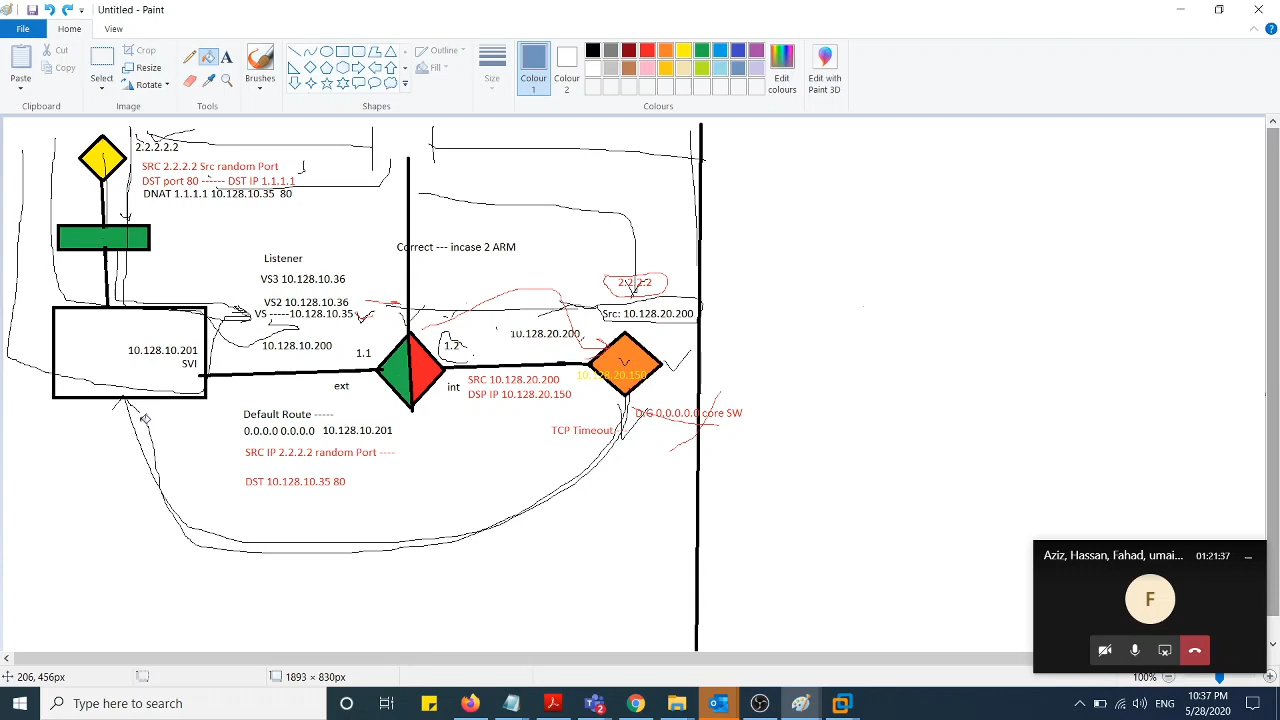 Untitled - Paint
File
Home
View
Paste
Cut
Copy
Clipboard
Select
Crop
Resize
Rotate
Image
Tools
Brushes
Shapes
Outline
Fill
Size
Colour 1
Colour 2
Edit colours
Colours
Edit with Paint 3D
2.2.2.2
SRC 2.2.2.2 Src random Port
DST port 80 ------ DST IP 1.1.1.1
DNAT 1.1.1.1 10.128.10.35 80
Correct --- incase 2 ARM
Listener
VS3 10.128.10.36
VS2 10.128.10.36
VS -----10.128.10.35
10.128.10.200
2.2.2.2
Src: 10.128.20.200
10.128.20.200
10.128.10.201
SVI
1.1
1.2
ext
int
SRC 10.128.20.200
DSP IP 10.128.20.150
10.128.20.150
Default Route -----
0.0.0.0 0.0.0.0 10.128.10.201
D/G 0.0.0.0.0 core SW
TCP Timeout
SRC IP 2.2.2.2 random Port ----
DST 10.128.10.35 80
Aziz, Hassan, Fahad, umai...
01:21:37
F
206, 456px
1893 × 830px
100%
Type here to search
ENG
10:37 PM
5/28/2020